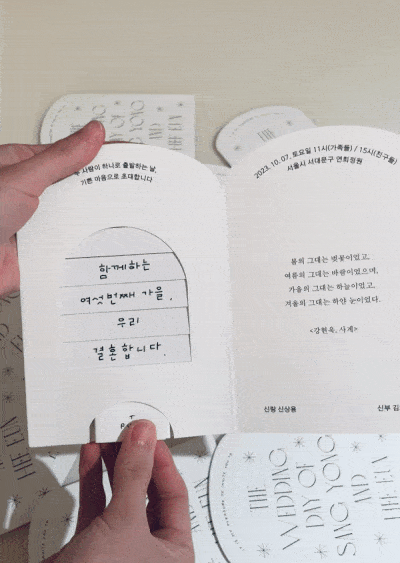 사람이 하나로 출발하는 날,
기쁜 마음으로 초대합니다
함께하는
여섯번째 가을,
우리
결혼합니다.
2023. 10. 07. 토요일 11시(가족들) / 15시(친구들)
서울시 서대문구 연희정원
봄의 그대는 벚꽃이었고,
여름의 그대는 바람이었으며,
가을의 그대는 하늘이었고,
겨울의 그대는 하얀 눈이었다.
<강현욱, 사계>
신랑 신상용
신부 김
THE
WEDDING
DAY OF
SANG YONG
AND
HEE EUN